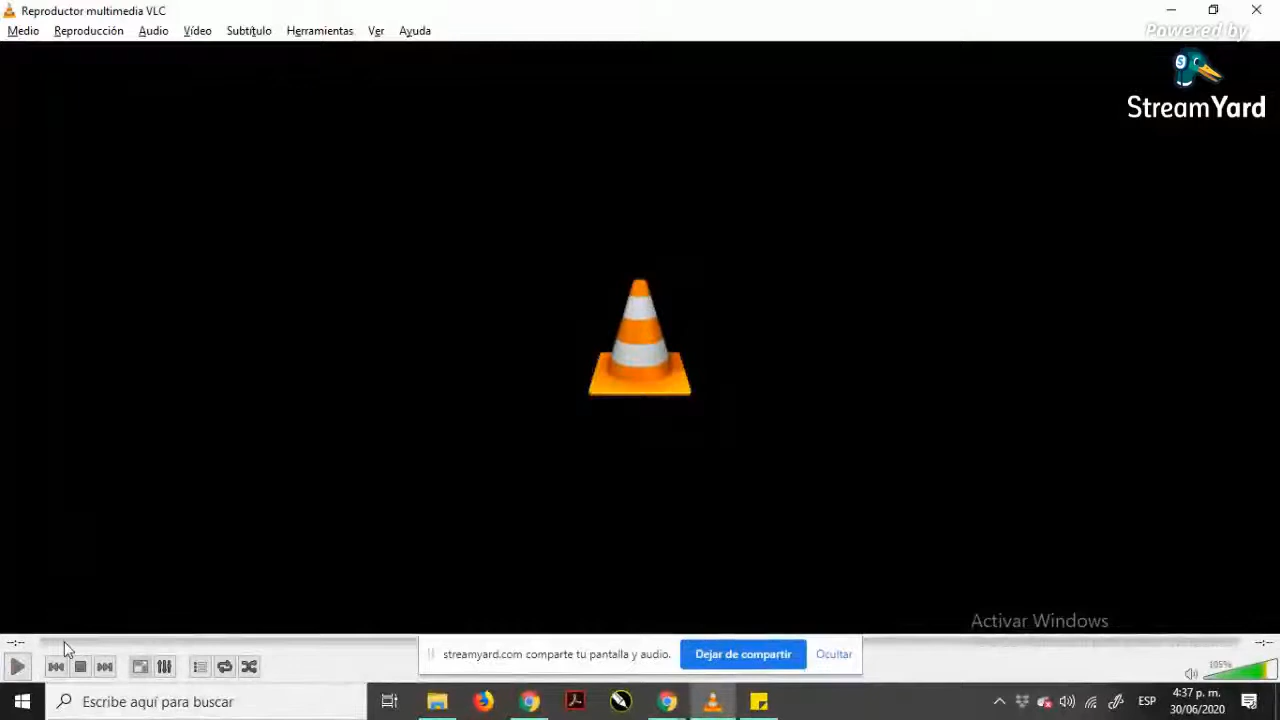 Reproductor multimedia VLC
Medio Reproducción Audio Vídeo Subtítulo Herramientas Ver Ayuda
Powered by
S
StreamYard
Activar Windows
--:-- --:--
streamyard.com comparte tu pantalla y audio. Dejar de compartir Ocultar
105%
Escribe aquí para buscar
ESP
4:37 p. m.
30/06/2020